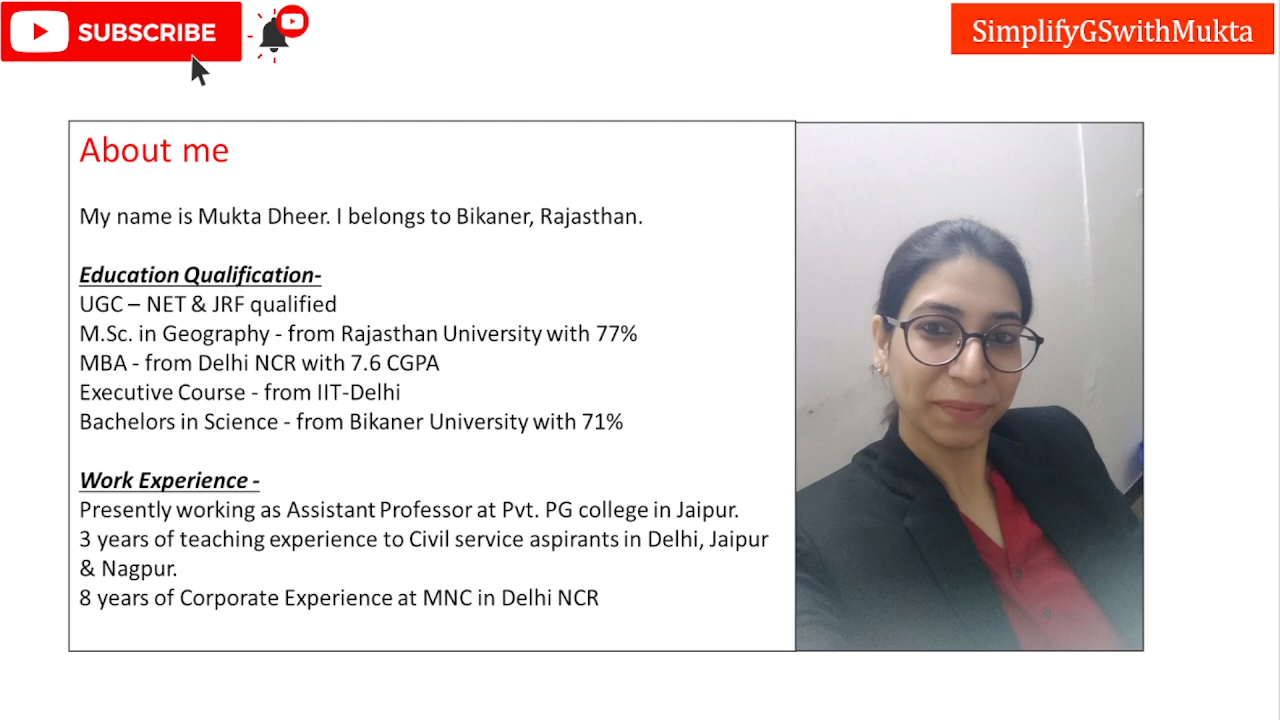 SUBSCRIBE
SimplifyGSwithMukta
About me
My name is Mukta Dheer. I belongs to Bikaner, Rajasthan.
Education Qualification-
UGC – NET & JRF qualified
M.Sc. in Geography - from Rajasthan University with 77%
MBA - from Delhi NCR with 7.6 CGPA
Executive Course - from IIT-Delhi
Bachelors in Science - from Bikaner University with 71%
Work Experience -
Presently working as Assistant Professor at Pvt. PG college in Jaipur.
3 years of teaching experience to Civil service aspirants in Delhi, Jaipur
& Nagpur.
8 years of Corporate Experience at MNC in Delhi NCR